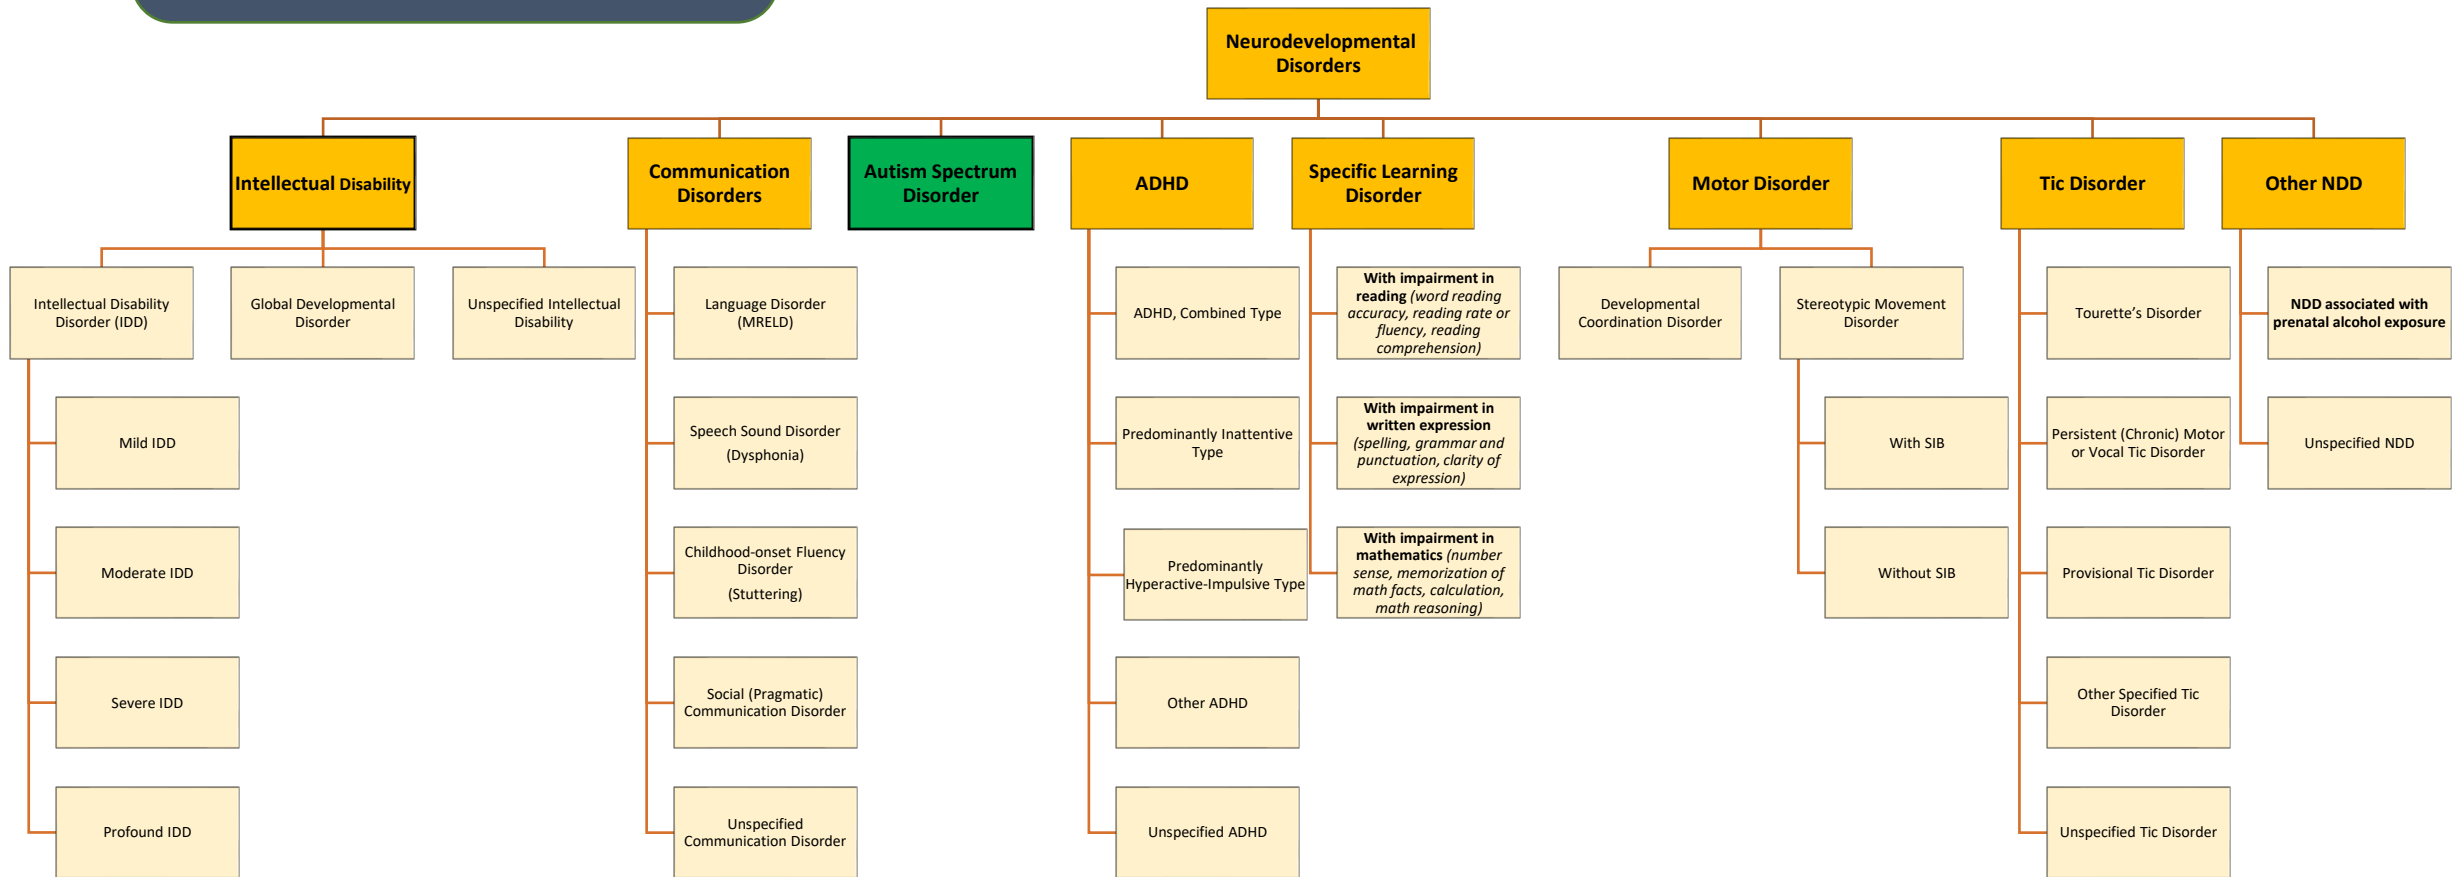 Neurodevelopmental
Disorders
Intellectual Disability
Communication
Disorders
Autism Spectrum
Disorder
ADHD
Specific Learning
Disorder
Motor Disorder
Tic Disorder
Other NDD
Intellectual Disability
Disorder (IDD)
Global Developmental
Disorder
Unspecified Intellectual
Disability
Language Disorder
(MRELD)
ADHD, Combined Type
With impairment in
reading (word reading
accuracy, reading rate or
fluency, reading
comprehension)
Developmental
Coordination Disorder
Stereotypic Movement
Disorder
Tourette’s Disorder
NDD associated with
prenatal alcohol exposure
Mild IDD
Speech Sound Disorder
(Dysphonia)
Predominantly Inattentive
Type
With impairment in
written expression
(spelling, grammar and
punctuation, clarity of
expression)
With SIB
Persistent (Chronic) Motor
or Vocal Tic Disorder
Unspecified NDD
Moderate IDD
Childhood-onset Fluency
Disorder
(Stuttering)
Predominantly
Hyperactive-Impulsive Type
With impairment in
mathematics (number
sense, memorization of
math facts, calculation,
math reasoning)
Without SIB
Provisional Tic Disorder
Severe IDD
Social (Pragmatic)
Communication Disorder
Other ADHD
Other Specified Tic
Disorder
Profound IDD
Unspecified
Communication Disorder
Unspecified ADHD
Unspecified Tic Disorder